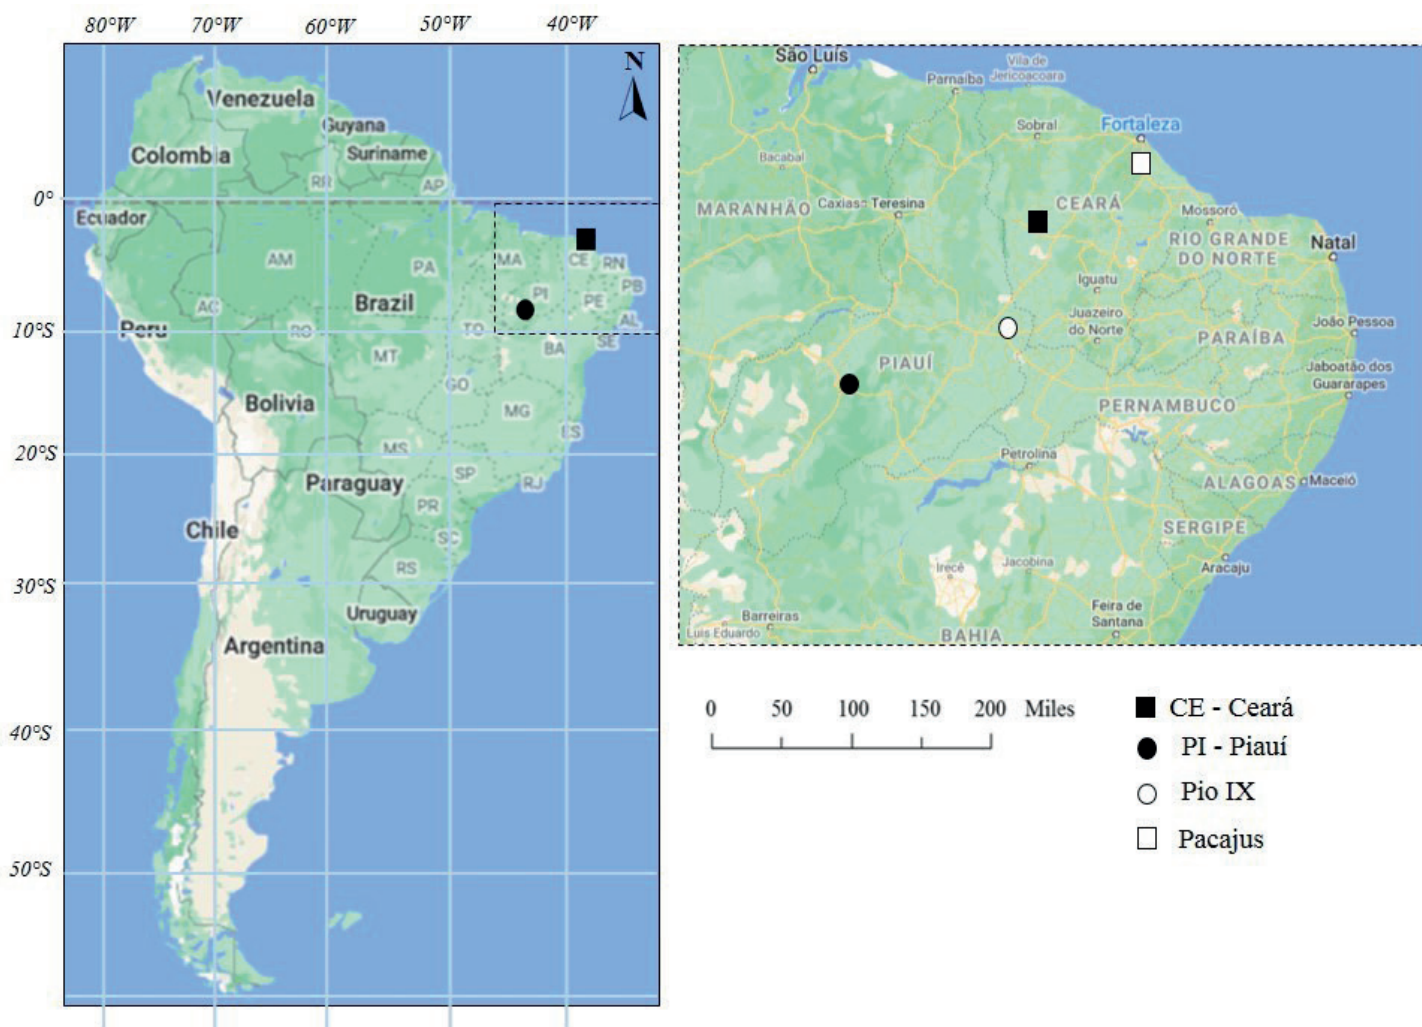 80°W 70°W 60°W 50°W 40°W
N
Venezuela
Guyana
Suriname
Colombia
RR
AP
0°
Ecuador
AM
PA
MA
CE
RN
PB
PI
PE
AL
Brazil
AC
RO
TO
SE
10°S
Peru
MT
BA
GO
Bolivia
MG
ES
MS
20°S
SP
RJ
Paraguay
PR
Chile
SC
RS
30°S
Uruguay
Argentina
40°S
50°S
São Luís
Vila de
Jericoacoara
Parnaíba
Sobral
Fortaleza
Bacabal
MARANHÃO
Caxias
Teresina
CEARÁ
Mossoró
RIO GRANDE
DO NORTE
Natal
Iguatu
Juazeiro
do Norte
João Pessoa
PARAÍBA
PIAUÍ
Jaboatão dos
Guararapes
PERNAMBUCO
Petrolina
ALAGOAS
Maceió
SERGIPE
Aracaju
Irecê
Jacobina
Feira de
Santana
Barreiras
Luis Eduardo
BAHIA
0 50 100 150 200 Miles
CE - Ceará
PI - Piauí
Pio IX
Pacajus